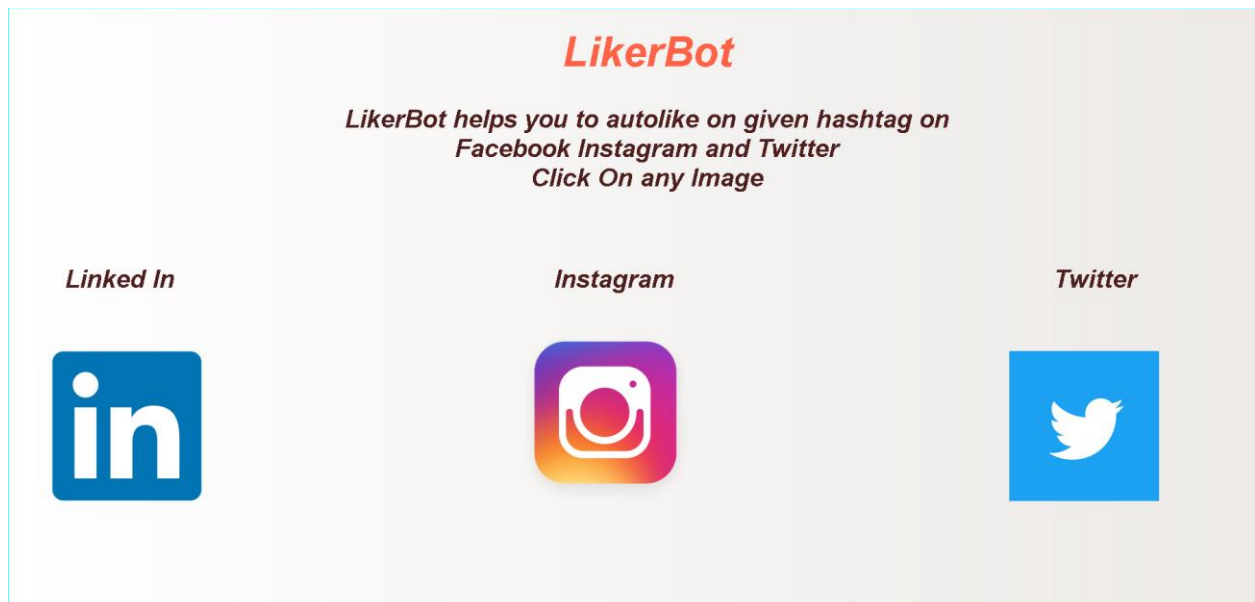 LikerBot
LikerBot helps you to autolike on given hashtag on
Facebook Instagram and Twitter
Click On any Image
Linked In
Instagram
Twitter
in